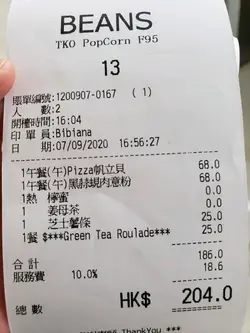 BEANS
TKO PopCorn F95
13
賬單編號:1200907-0167 (1)
人 數:2
開檯時間:16:04
印 單 員:Bibiana
日 期:07/09/2020 16:56:27
1午餐(午)Pizza帆立貝 68.0
1午餐(午)黑蒜蜆肉意粉 68.0
1熱 檸蜜 0.0
1 姜母茶 0.0
1 芝士薯條 25.0
1餐 $***Green Tea Roulade***: 25.0
合 計 186.0
服務費 10.0% 18.6
總 數 HK$ 204.0
ThankYou ***